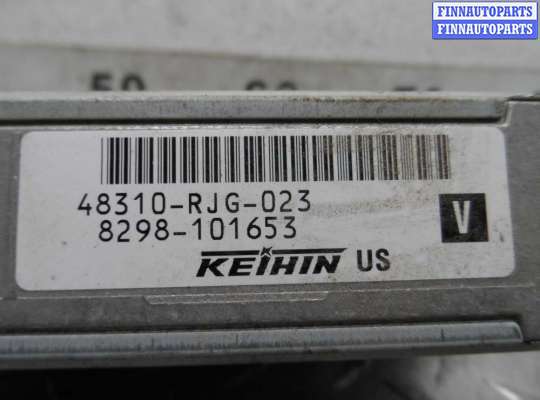 FINNAUTOPARTS
FINNAUTOPARTS
48310-RJG-023
8298-101653
V
KEIHIN US